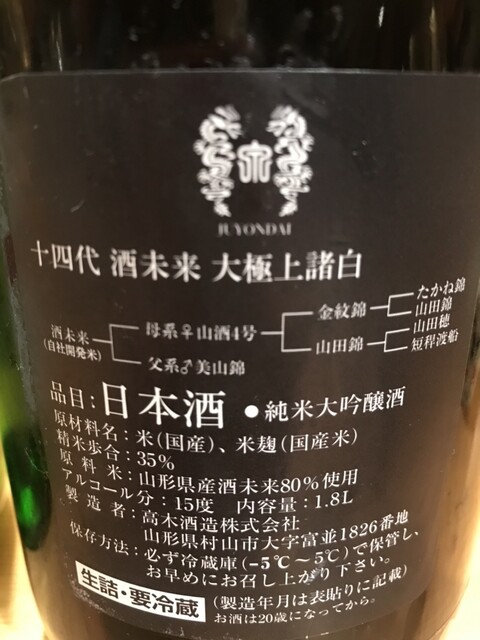 JUYONDAI
十四代 酒未来 大極上諸白
酒未来
(自社開発米)
母系♀山酒4号
父系♂美山錦
金紋錦
山田錦
たかね錦
山田錦
山田穂
短稈渡船
品目:日本酒 ●純米大吟醸酒
原材料名:米(国産)、米麹(国産米)
精米歩合:35%
原料米:山形県産酒未来80%使用
アルコール分:15度 内容量:1.8L
製造者:高木酒造株式会社
山形県村山市大字富並1826番地
保存方法:必ず冷蔵庫(-5℃~5℃)で保管し、
お早めにお召し上がり下さい。
生詰・要冷蔵 (製造年月は表貼りに記載)
お酒は20歳になってから。